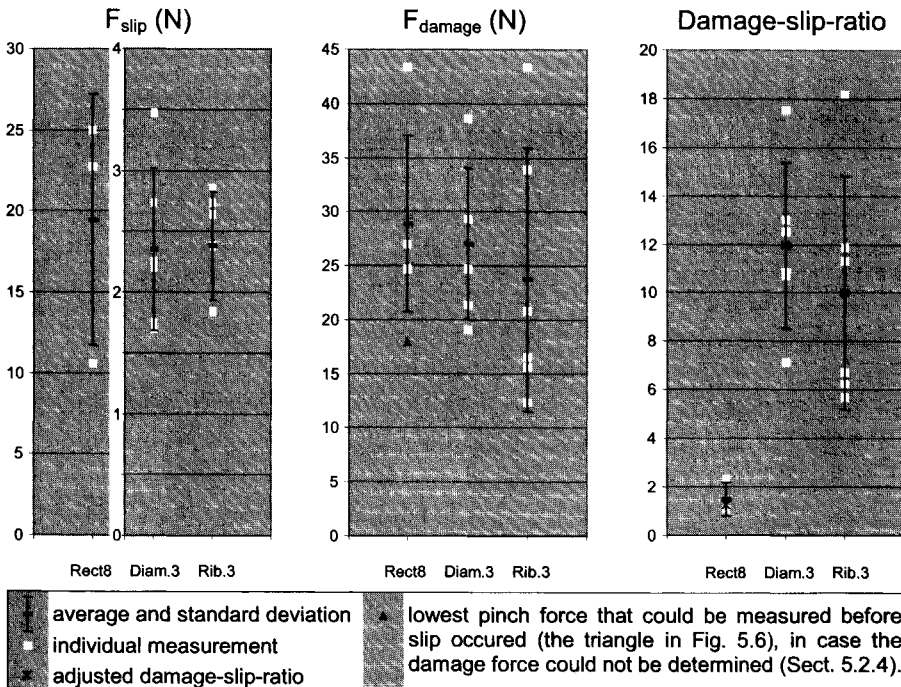 F_slip (N)
F_damage (N)
Damage-slip-ratio
30
25
20
15
10
5
0
4
3
2
1
0
45
40
35
30
25
20
15
10
5
0
20
18
16
14
12
10
8
6
4
2
0
Rect8 Diam.3 Rib.3
Rect8 Diam.3 Rib.3
Rect8 Diam.3 Rib.3
average and standard deviation
individual measurement
adjusted damage-slip-ratio
lowest pinch force that could be measured before
slip occured (the triangle in Fig. 5.6), in case the
damage force could not be determined (Sect. 5.2.4).